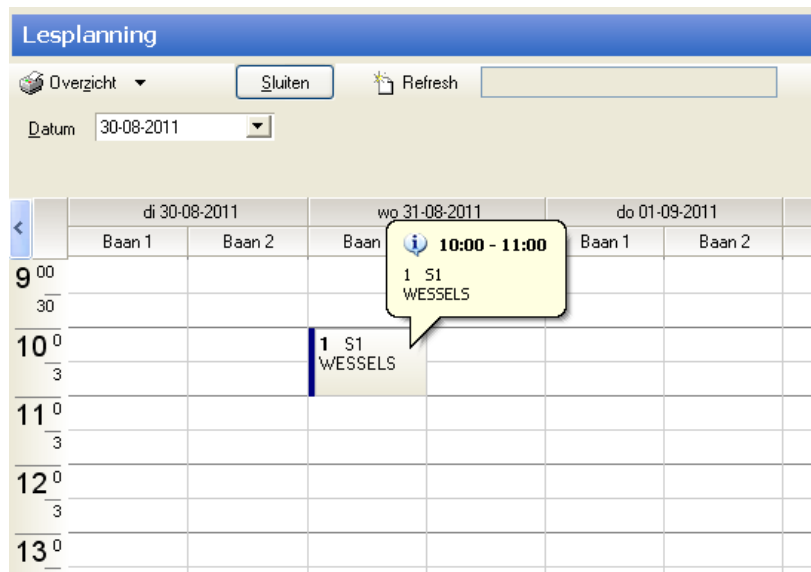 Lesplanning
Overzicht Sluiten Refresh
Datum 30-08-2011
di 30-08-2011 wo 31-08-2011 do 01-09-2011
Baan 1 Baan 2 Baan Baan 1 Baan 2
10:00 - 11:00
1 S1
WESSELS
9 00
30
10 0
1 S1
WESSELS
3
11 0
3
12 0
3
13 0